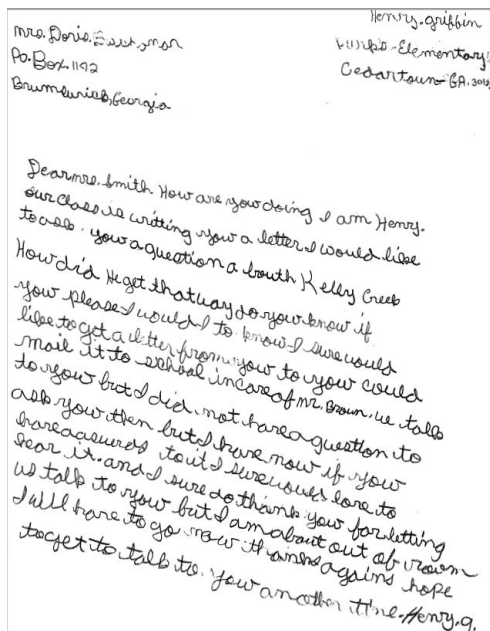 Henry. griffin
Elementary
Cedartown GA. 3012
mrs. Doris.
Po. Box. 1192
Georgia
Dear mrs. Smith How are you doing I am Henry.
our class is writing you a letter I would like
to ask. you a question a bouth Kelly Creek
How did He get that way do you know if
you please I would I to know I sure would
like to get a letter from you to you could
mail it to school in care of Mr. Brown. we talk
to you but I did. not have a question to
ask you then but I have now if you
have a to it I sure would love to
hear it. and I sure do thank you for letting
us talk to you but I am about out of room
I will have to go now thanks agains hope
to get to talk to. you another time. Henry. g.